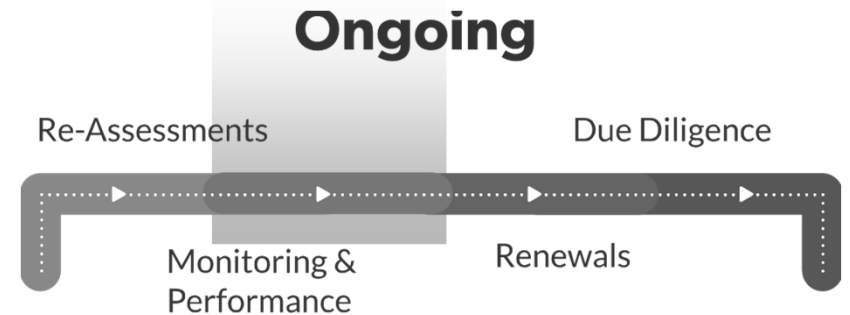 Ongoing
Re-Assessments
Due Diligence
Monitoring &
Performance
Renewals